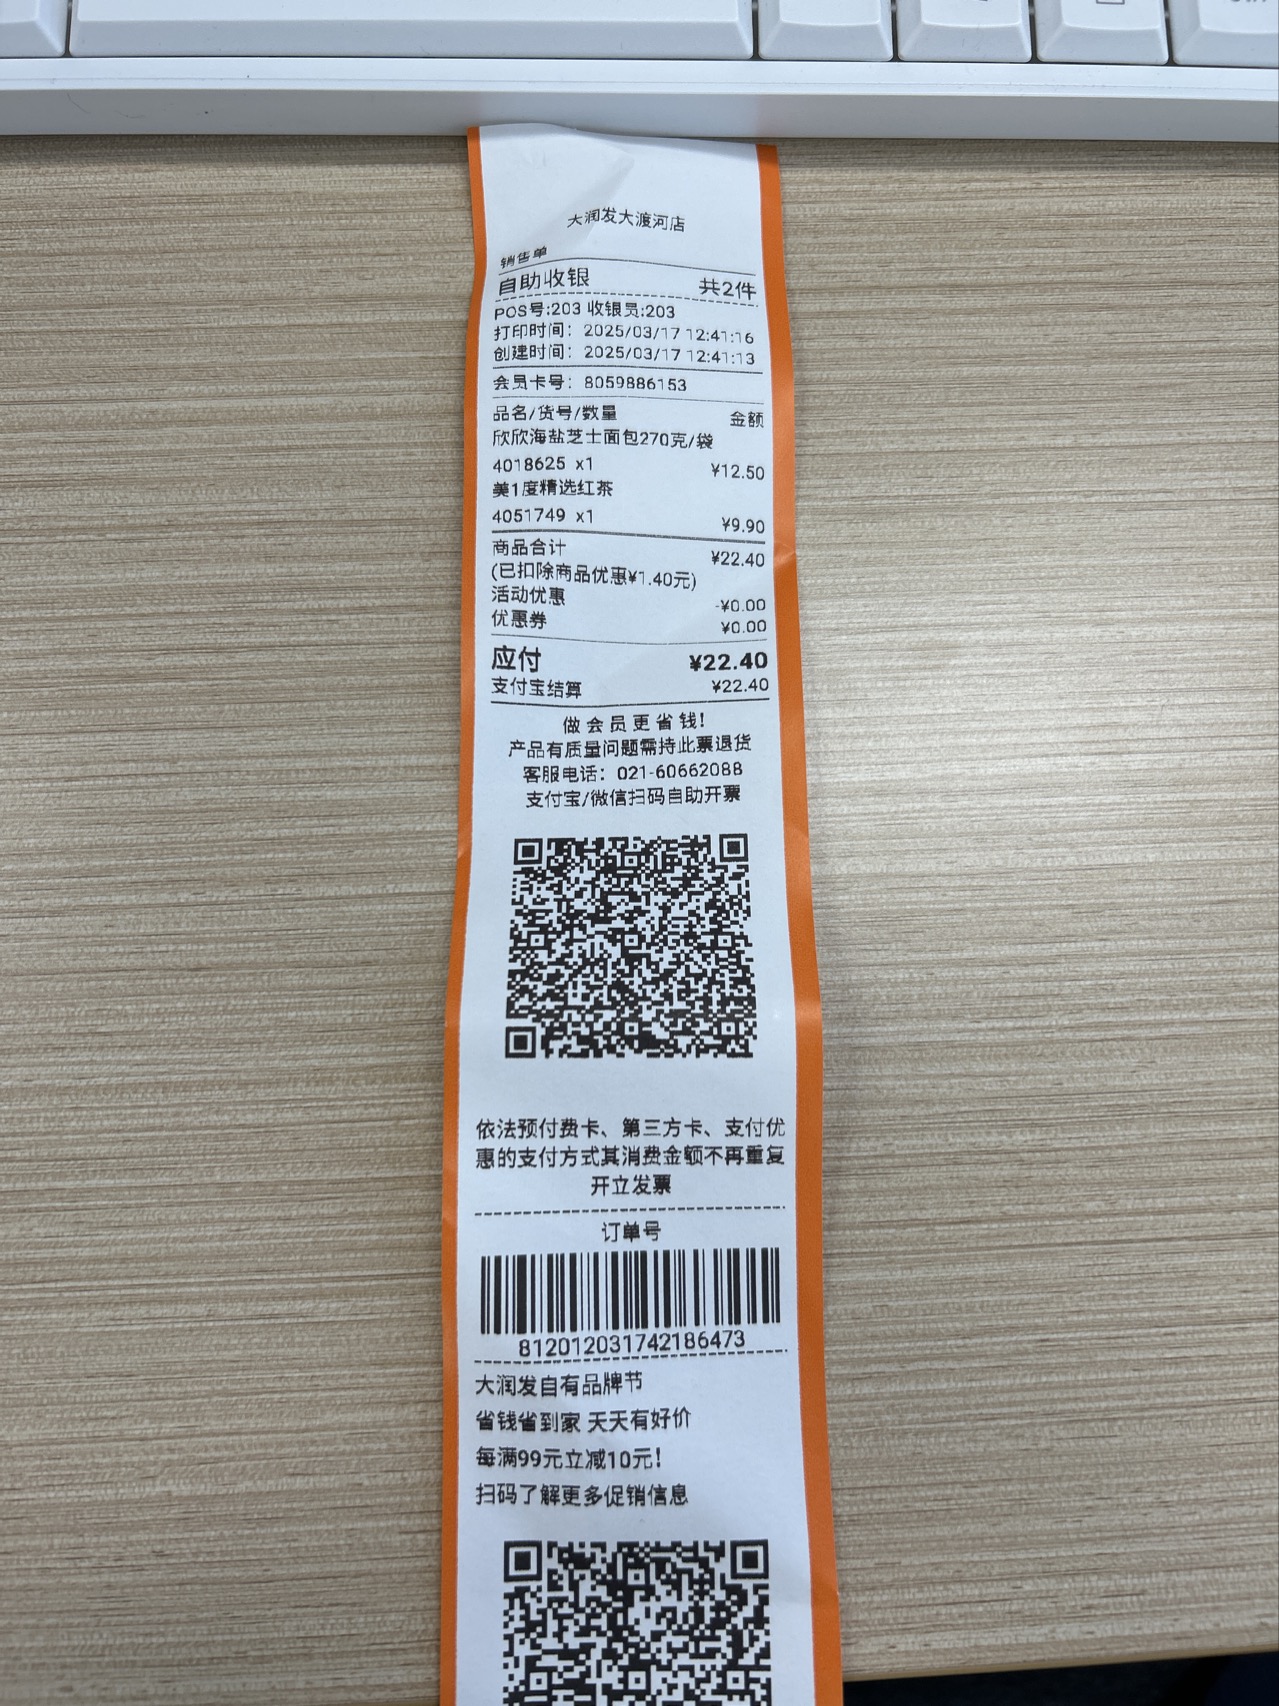 大润发大渡河店
销售单
自助收银 共2件
POS号:203 收银员:203
打印时间: 2025/03/17 12:41:16
创建时间: 2025/03/17 12:41:13
会员卡号: 8059886153
品名/货号/数量 金额
欣欣海盐芝士面包270克/袋
4018625 x1 ¥12.50
美1度精选红茶
4051749 x1 ¥9.90
商品合计 ¥22.40
(已扣除商品优惠¥1.40元)
活动优惠 -¥0.00
优惠券 ¥0.00
应付 ¥22.40
支付宝结算 ¥22.40
做会员更省钱!
产品有质量问题需持此票退货
客服电话: 021-60662088
支付宝/微信扫码自助开票
依法预付费卡、第三方卡、支付优
惠的支付方式其消费金额不再重复
开立发票
订单号
812012031742186473
大润发自有品牌节
省钱省到家 天天有好价
每满99元立减10元!
扫码了解更多促销信息